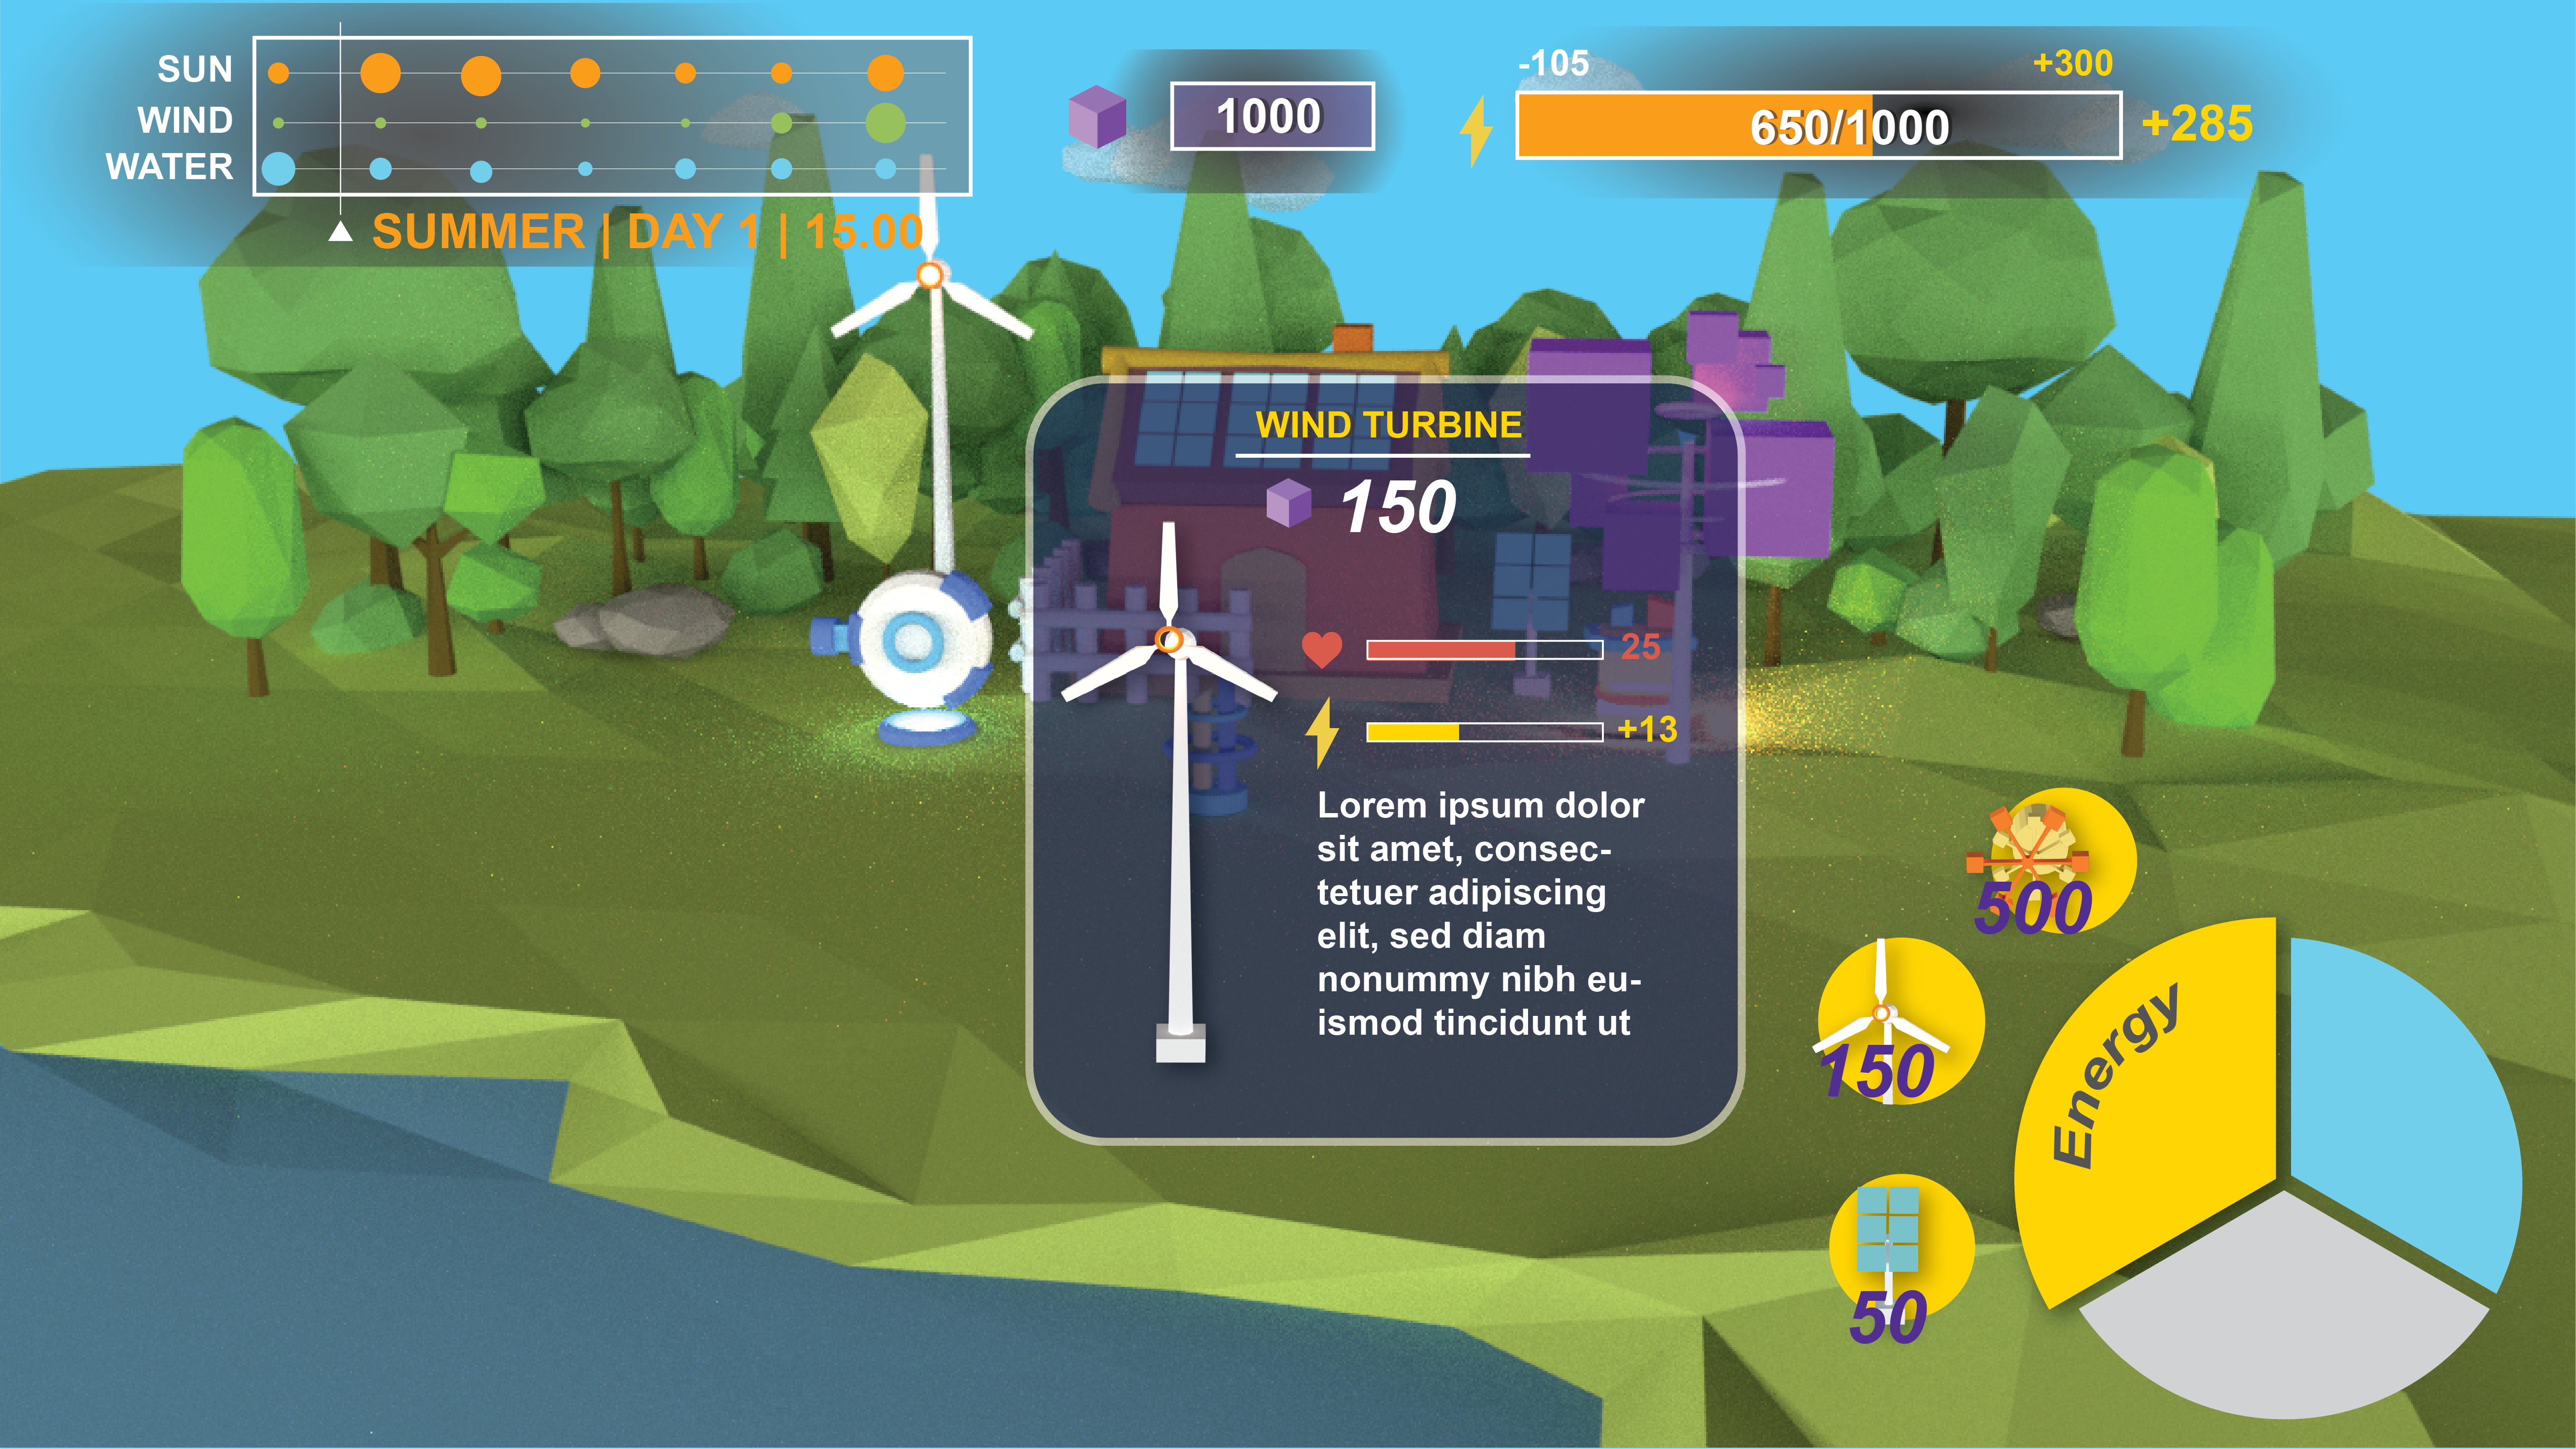 SUN
WIND
WATER
SUMMER | DAY 1 | 15.00
1000
-105
+300
650/1000
+285
WIND TURBINE
150
25
+13
Lorem ipsum dolor
sit amet, consec-
tetuer adipiscing
elit, sed diam
nonummy nibh eu-
ismod tincidunt ut
500
150
50
Energy